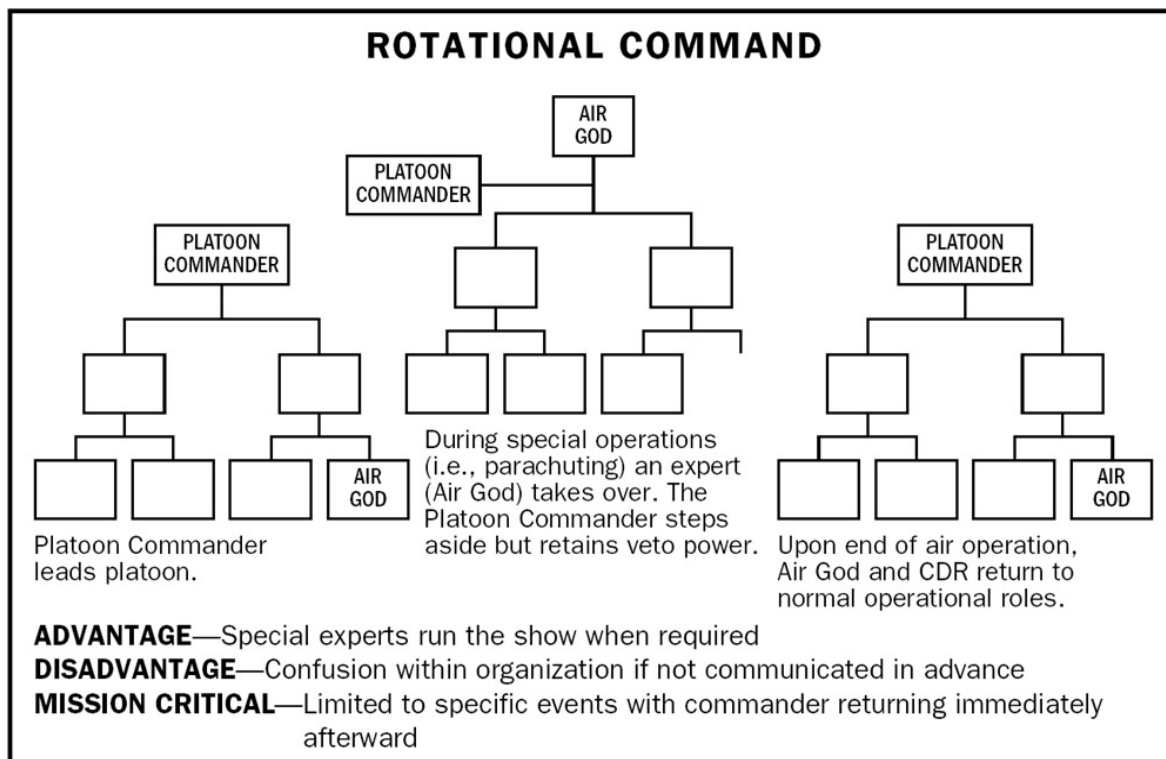 ROTATIONAL COMMAND
PLATOON
COMMANDER
AIR
GOD
Platoon Commander
leads platoon.
AIR
GOD
PLATOON
COMMANDER
During special operations
(i.e., parachuting) an expert
(Air God) takes over. The
Platoon Commander steps
aside but retains veto power.
PLATOON
COMMANDER
AIR
GOD
Upon end of air operation,
Air God and CDR return to
normal operational roles.
ADVANTAGE—Special experts run the show when required
DISADVANTAGE—Confusion within organization if not communicated in advance
MISSION CRITICAL—Limited to specific events with commander returning immediately
afterward